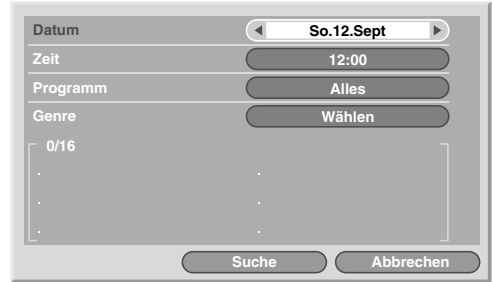 Datum So.12.Sept
Zeit 12:00
Programm Alles
Genre Wählen
0/16
Suche Abbrechen